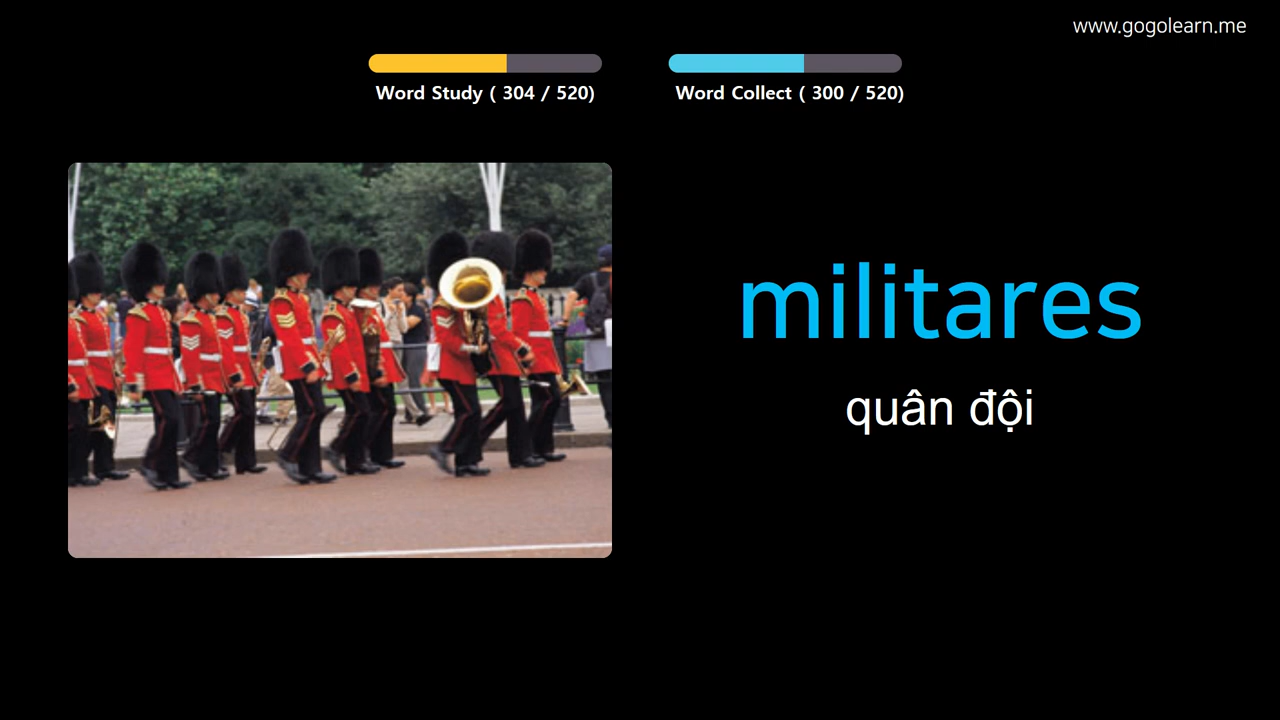 www.gogolearn.me
Word Study ( 304 / 520)
Word Collect ( 300 / 520)
militares
quân đội